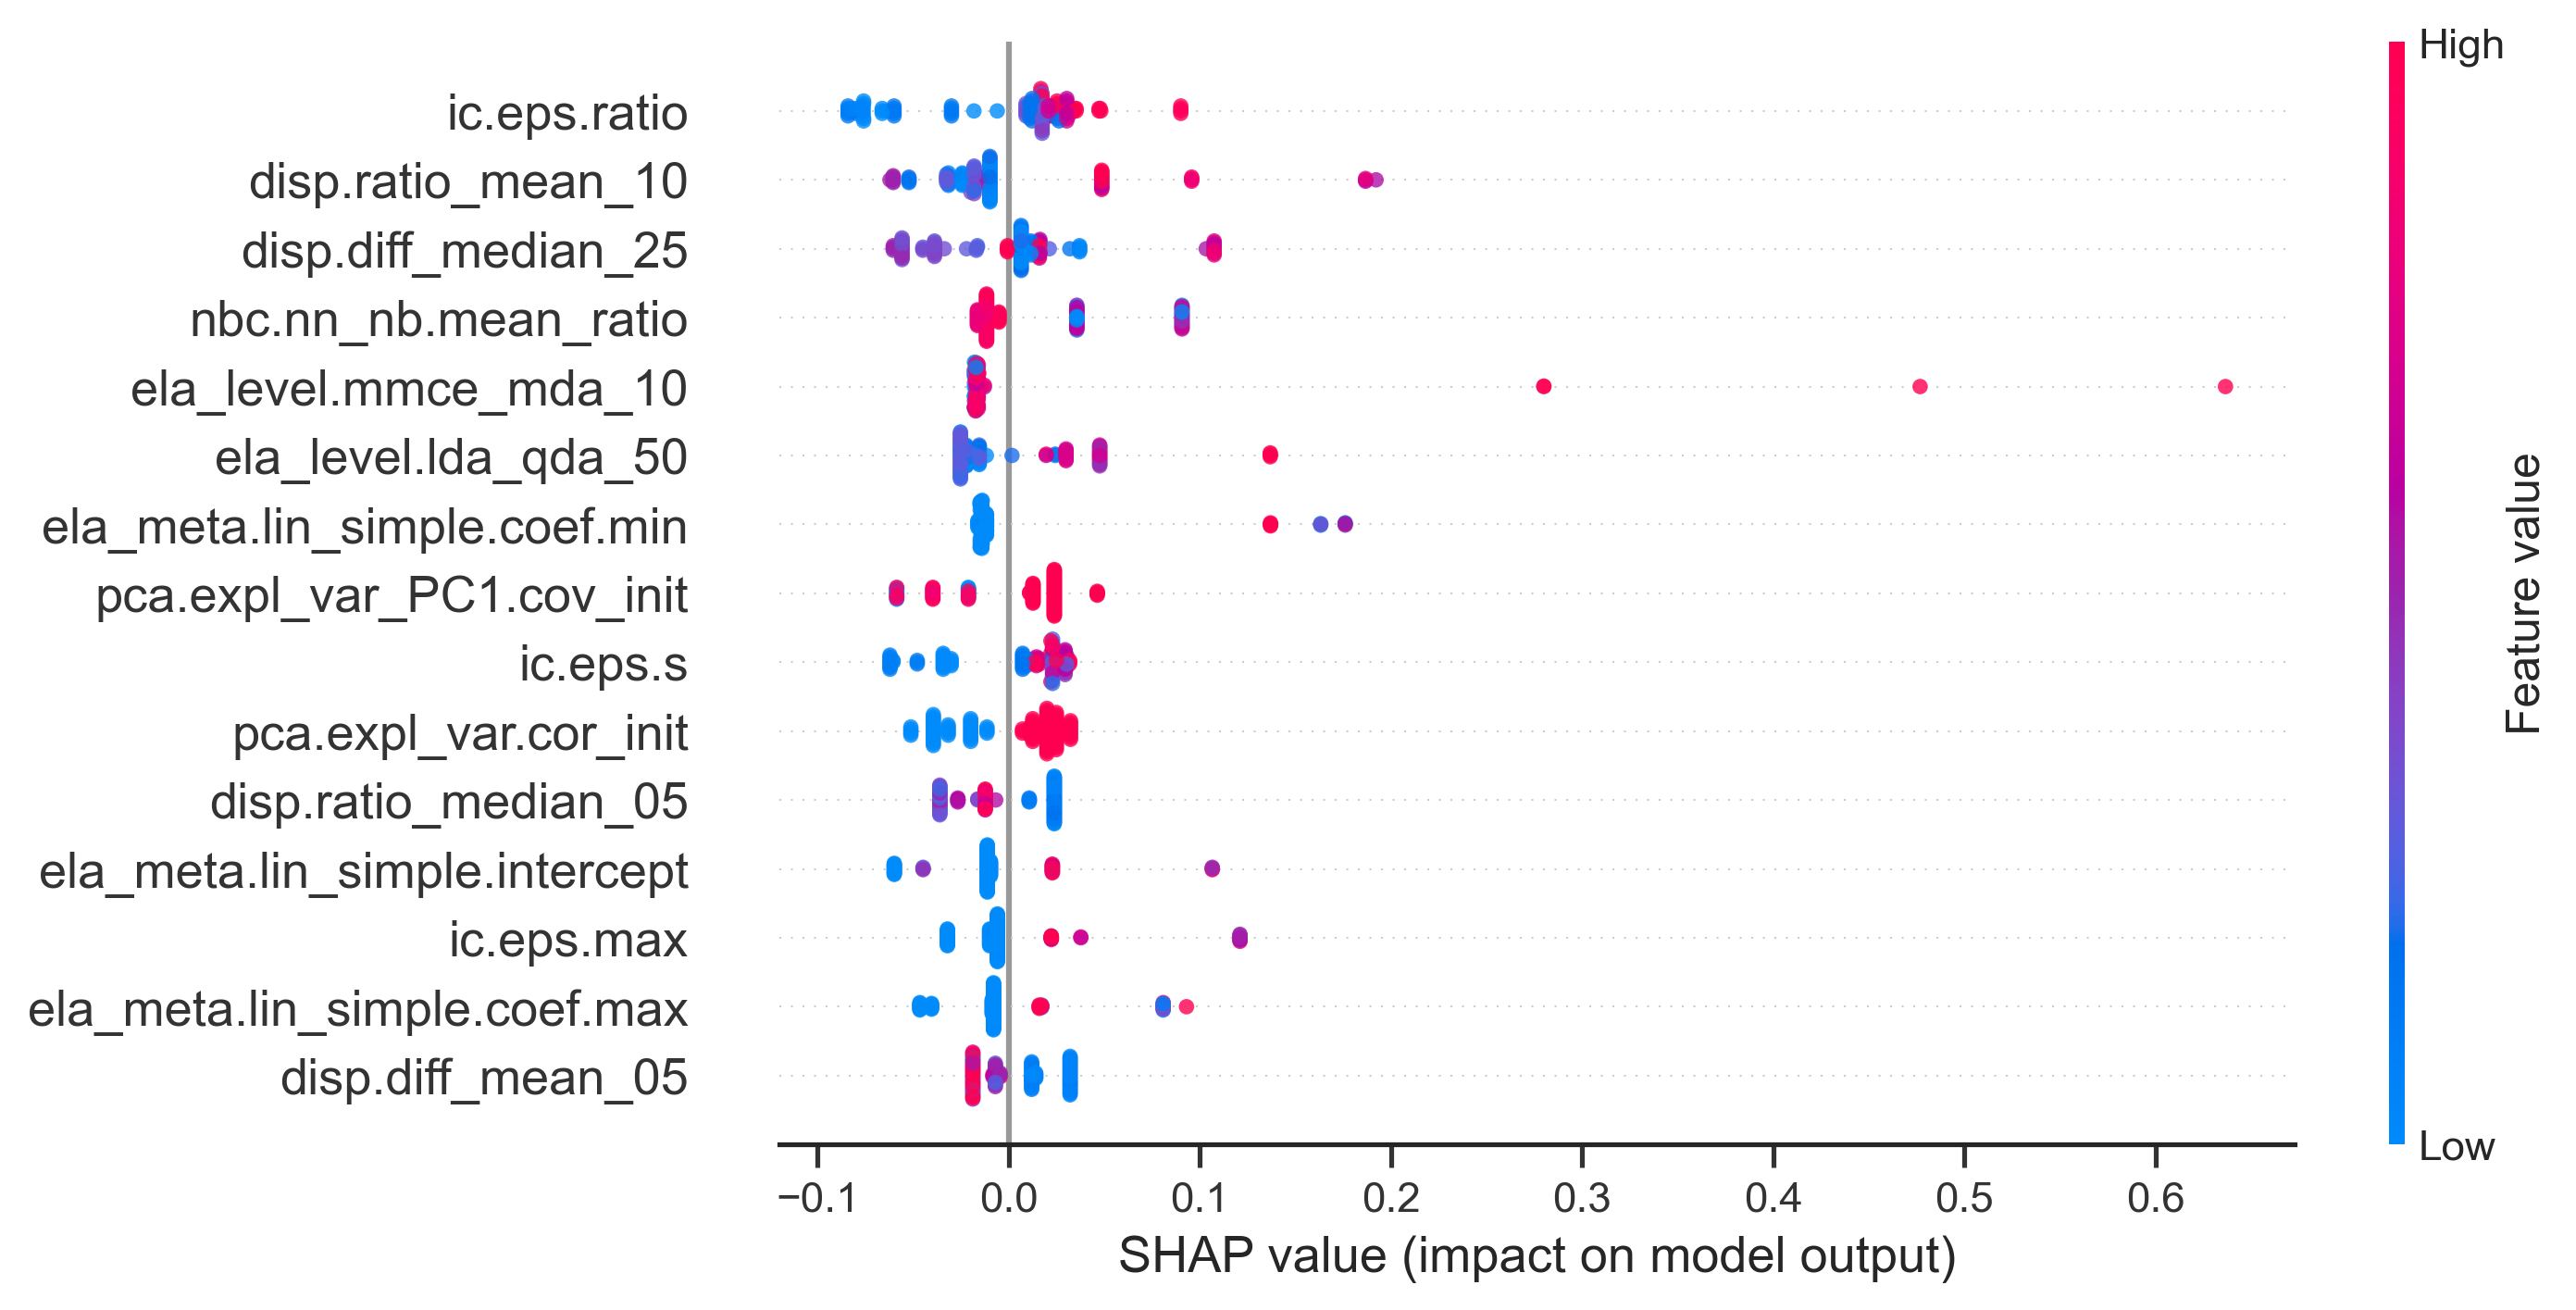 High
ic.eps.ratio
disp.ratio_mean_10
disp.diff_median_25
nbc.nn_nb.mean_ratio
ela_level.mmce_mda_10
ela_level.lda_qda_50
ela_meta.lin_simple.coef.min
pca.expl_var_PC1.cov_init
ic.eps.s
pca.expl_var.cor_init
disp.ratio_median_05
ela_meta.lin_simple.intercept
ic.eps.max
ela_meta.lin_simple.coef.max
disp.diff_mean_05
Feature value
Low
−0.1 0.0 0.1 0.2 0.3 0.4 0.5 0.6
SHAP value (impact on model output)